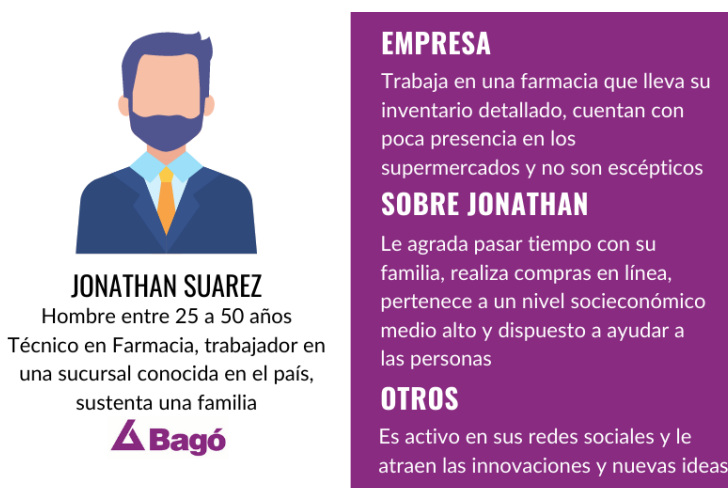 JONATHAN SUAREZ
Hombre entre 25 a 50 años
Técnico en Farmacia, trabajador en
una sucursal conocida en el país,
sustenta una familia
Bagó
EMPRESA
Trabaja en una farmacia que lleva su
inventario detallado, cuentan con
poca presencia en los
supermercados y no son escépticos
SOBRE JONATHAN
Le agrada pasar tiempo con su
familia, realiza compras en línea,
pertenece a un nivel socieconómico
medio alto y dispuesto a ayudar a
las personas
OTROS
Es activo en sus redes sociales y le
atraen las innovaciones y nuevas ideas